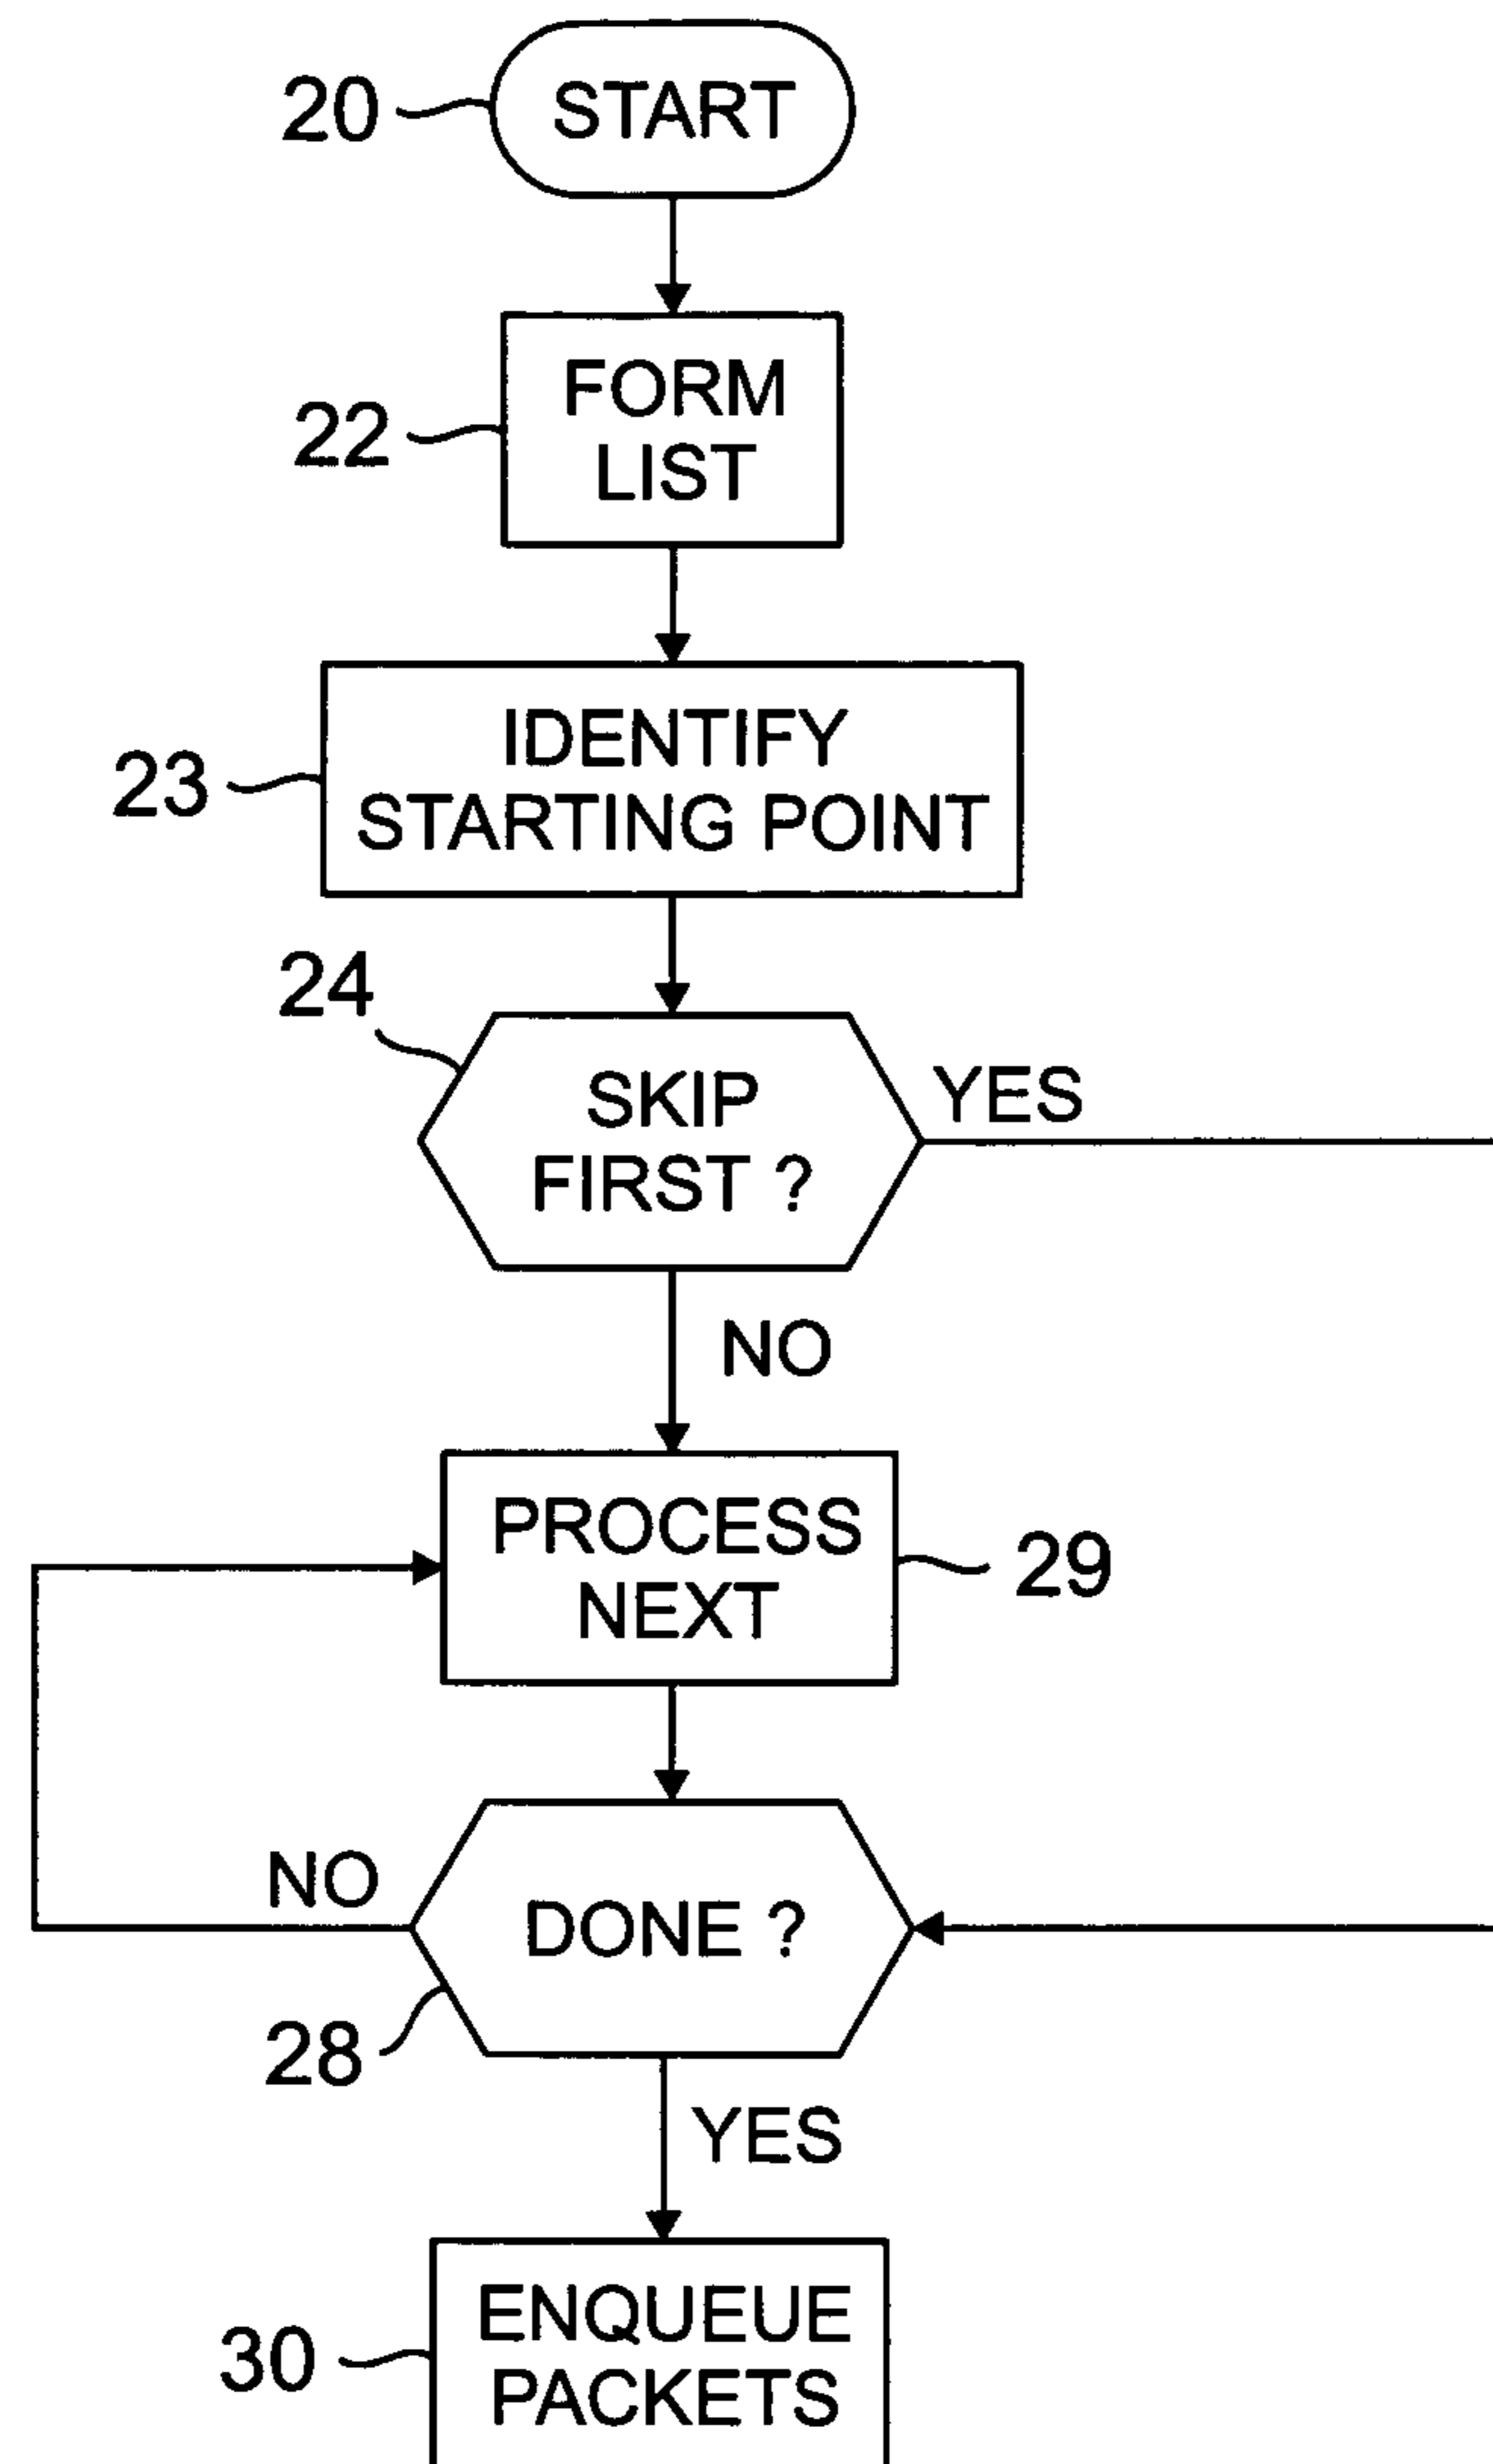 20
START
22
FORM
LIST
23
IDENTIFY
STARTING POINT
24
SKIP
FIRST ?
YES
NO
PROCESS
NEXT
29
NO
DONE ?
28
YES
30
ENQUEUE
PACKETS